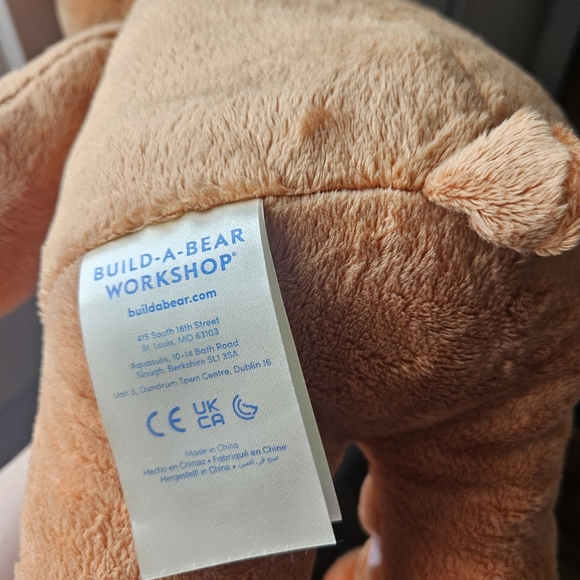 BUILD-A-BEAR
WORKSHOP®
buildabear.com
415 South 18th Street
St. Louis, MO 63103
Aquasulis, 10-14 Bath Road
Slough, Berkshire SL1 3SA
Unit 3, Dundrum Town Centre, Dublin 16
CE UK
CA
Made in China
Hecho en China • Fabriqué en Chine
Hergestellt in China • صنع في الصين